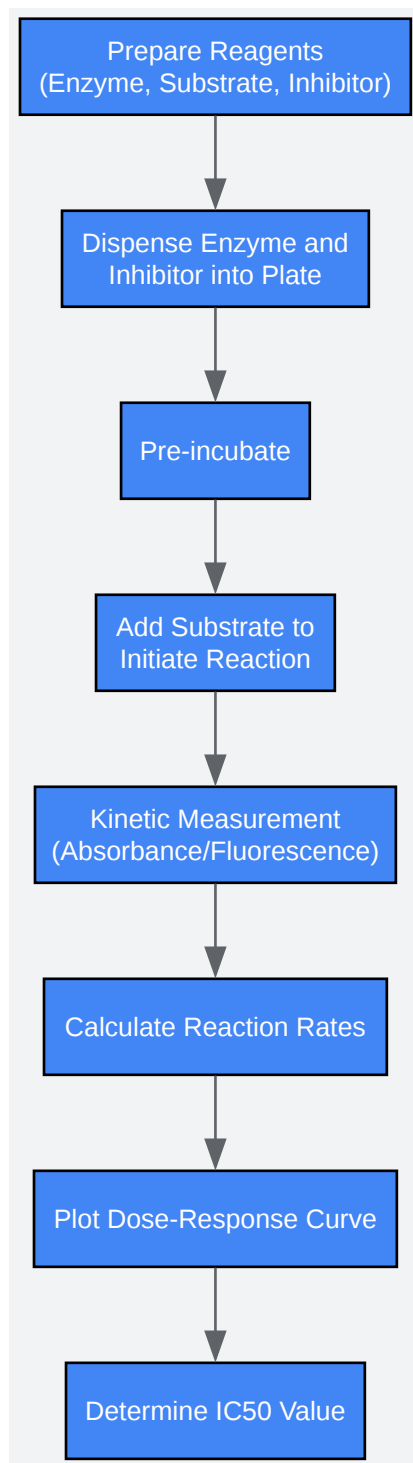 Prepare Reagents
(Enzyme, Substrate, Inhibitor)
Dispense Enzyme and
Inhibitor into Plate
Pre-incubate
Add Substrate to
Initiate Reaction
Kinetic Measurement
(Absorbance/Fluorescence)
Calculate Reaction Rates
Plot Dose-Response Curve
Determine IC50 Value